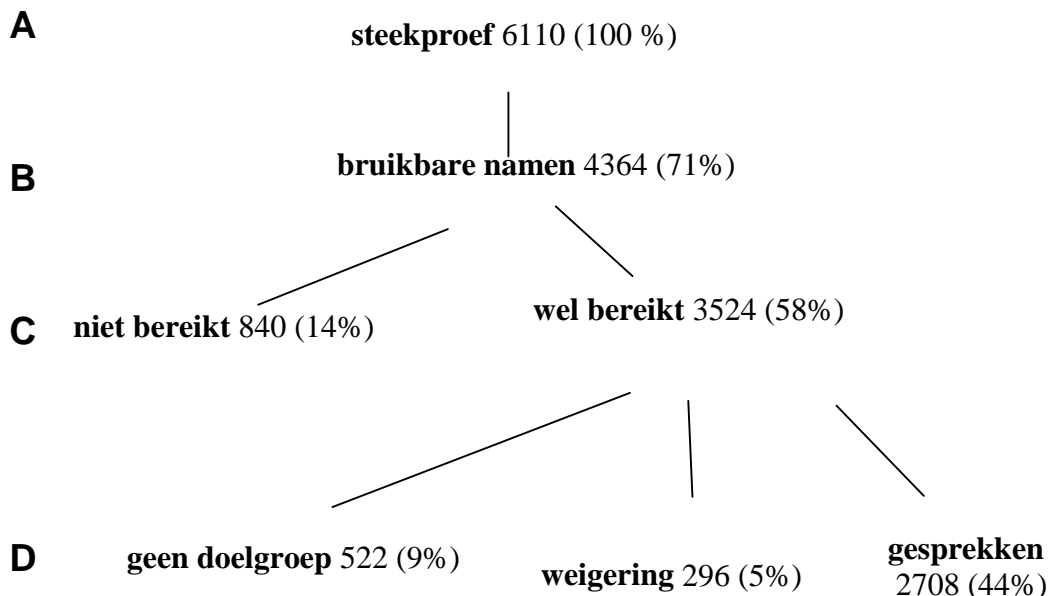 A
steekproef 6110 (100 %)
B
bruikbare namen 4364 (71%)
C
niet bereikt 840 (14%)
wel bereikt 3524 (58%)
D
geen doelgroep 522 (9%)
weigering 296 (5%)
gesprekken
2708 (44%)